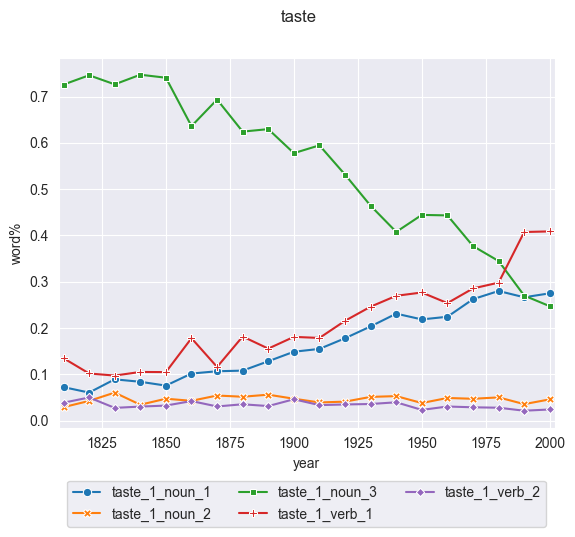 taste
0.7
0.6
0.5
0.4
0.3
0.2
0.1
0.0
word%
1825 1850 1875 1900 1925 1950 1975 2000
year
taste_1_noun_1 taste_1_noun_3 taste_1_verb_2
taste_1_noun_2 taste_1_verb_1